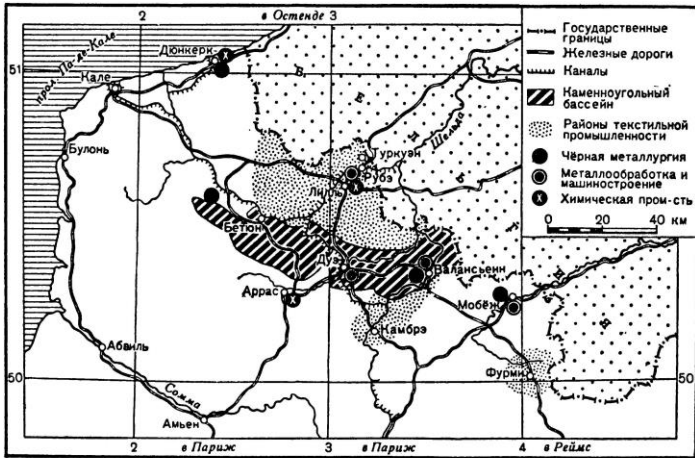 2
в Остенде 3
Государственные границы
Железные дороги
Каналы
Каменноугольный бассейн
Районы текстильной промышленности
Чёрная металлургия
Металлообработка и машиностроение
Химическая пром-сть
0 20 40
км
прол. Па-де-Кале
Дюнкерк
51
51
Кале
Булонь
Б Е Л Ь Г И Я
Шельда
Туркуэн
Рубэ
Лилль
Бетюн
Дуэ
Валансьенн
Аррас
Мобёж
Камбрэ
Абвиль
Фурми
50
50
Сомма
Амьен
2
3
4
в Париж
в Париж
в Реймс